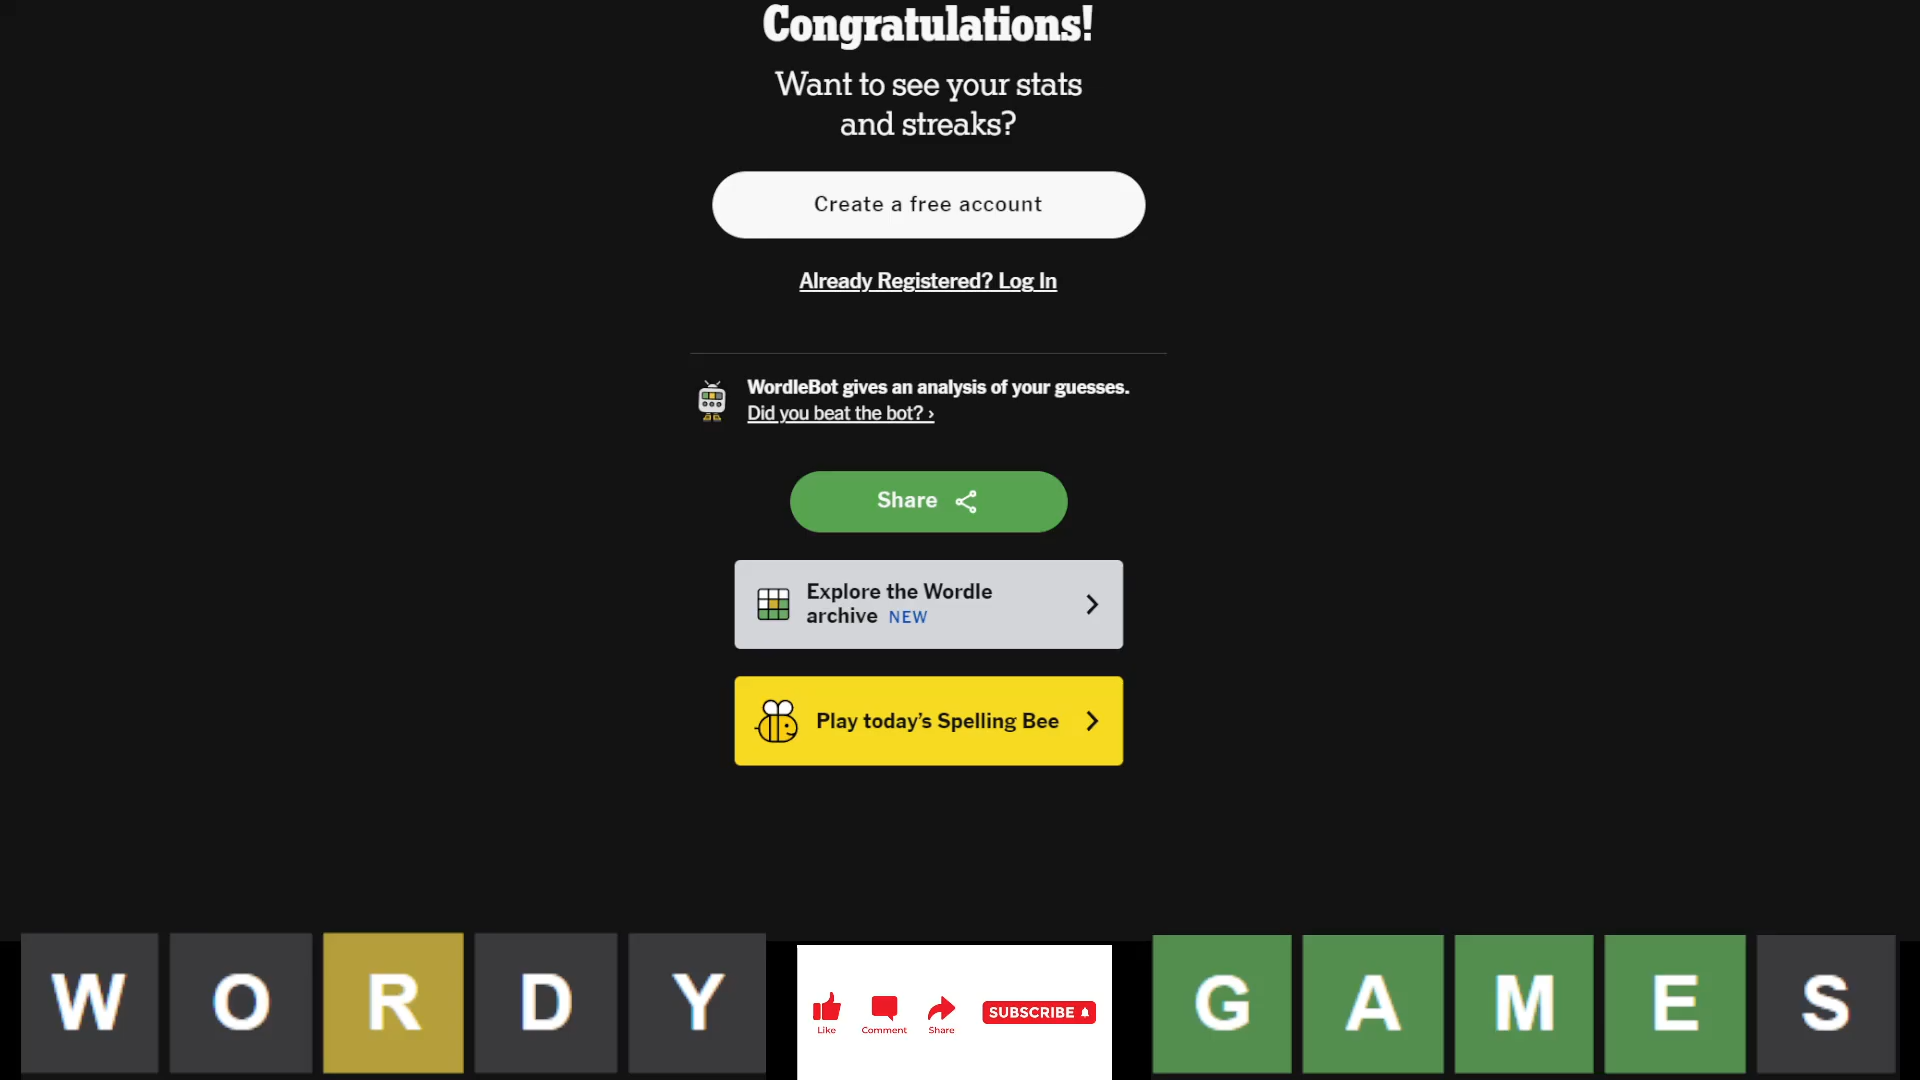 Congratulations!
Want to see your stats
and streaks?
Create a free account
Already Registered? Log In
WordleBot gives an analysis of your guesses.
Did you beat the bot? ›
Share
Explore the Wordle
archive NEW
Play today’s Spelling Bee
W O R D Y
Like
Comment
Share
SUBSCRIBE
G A M E S